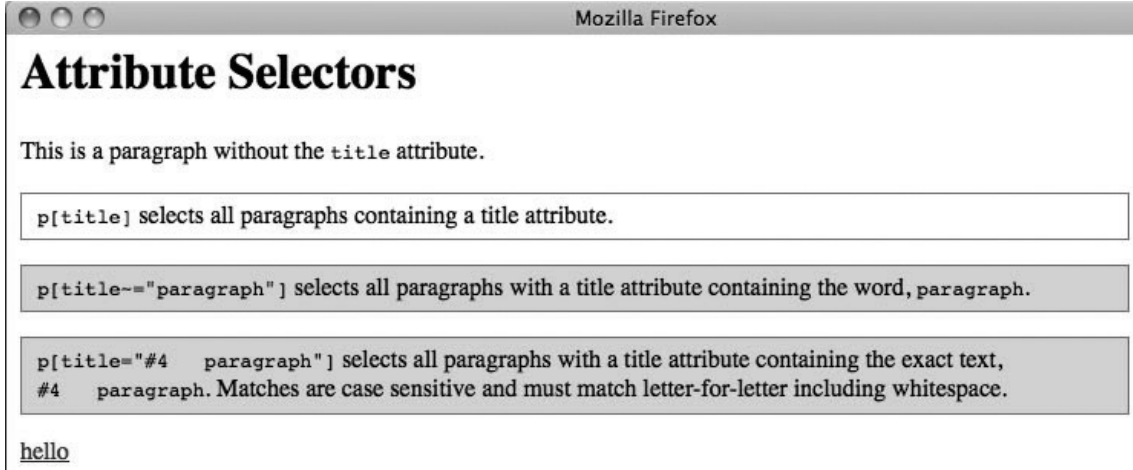 Mozilla Firefox
Attribute Selectors
This is a paragraph without the title attribute.
p[title] selects all paragraphs containing a title attribute.
p[title~="paragraph"] selects all paragraphs with a title attribute containing the word, paragraph.
p[title="#4   paragraph"] selects all paragraphs with a title attribute containing the exact text,
#4   paragraph. Matches are case sensitive and must match letter-for-letter including whitespace.
hello